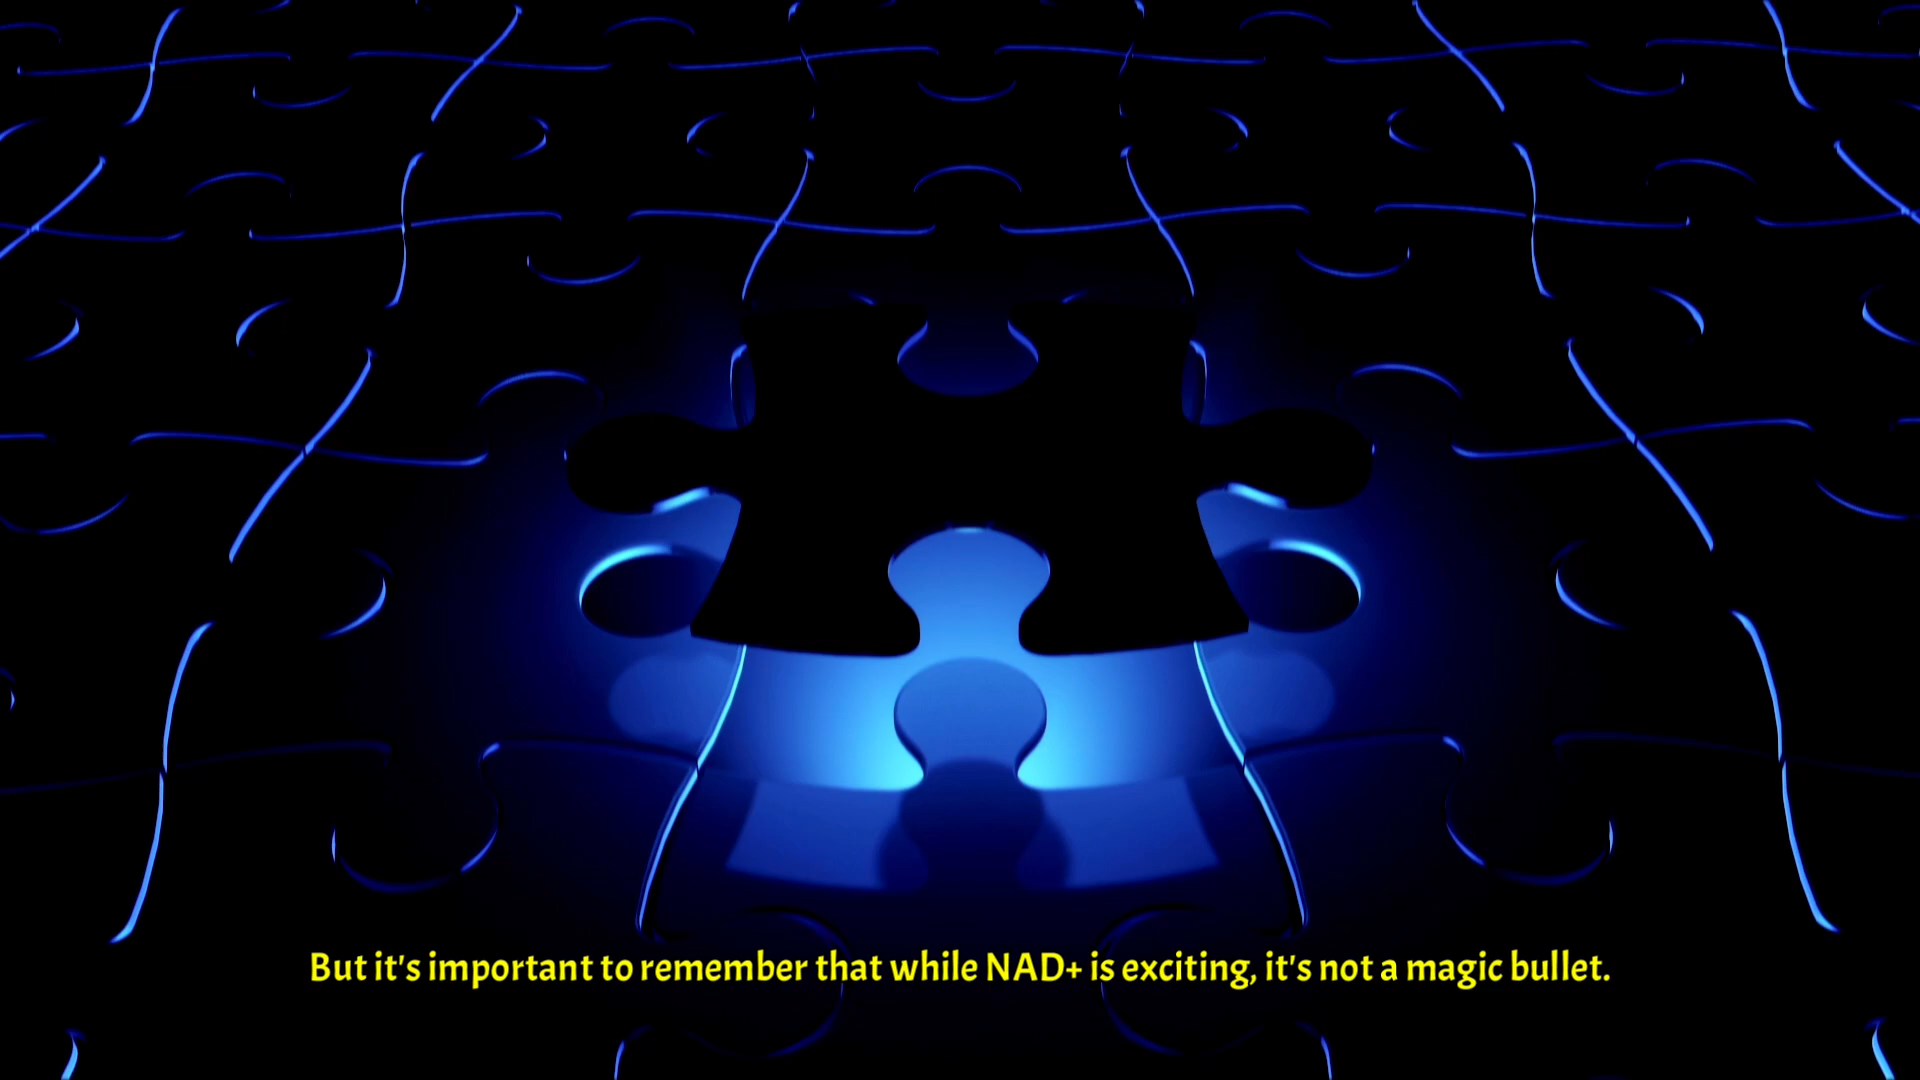 But it's important to remember that while NAD+ is exciting, it's not a magic bullet.